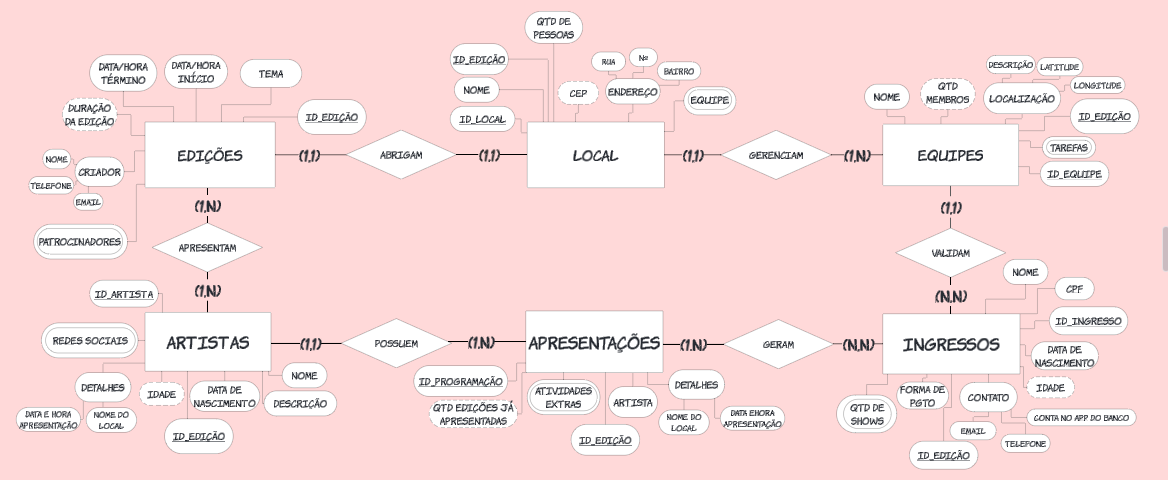 QTD DE
PESSOAS
DATA/HORA
TÉRMINO
DATA/HORA
INÍCIO
TEMA
ID_EDIÇÃO
RUA
Nº
BAIRRO
DESCRIÇÃO
LATITUDE
LONGITUDE
NOME
CEP
ENDEREÇO
EQUIPE
NOME
QTD
MEMBROS
LOCALIZAÇÃO
DURAÇÃO
DA EDIÇÃO
ID_EDIÇÃO
ID_LOCAL
ID_EDIÇÃO
EDIÇÕES
(1,1)
ABRIGAM
(1,1)
LOCAL
(1,1)
GERENCIAM
(1,N)
EQUIPES
TAREFAS
ID_EQUIPE
NOME
CRIADOR
TELEFONE
EMAIL
(1,N)
(1,1)
PATROCINADORES
APRESENTAM
VALIDAM
NOME
CPF
ID_ARTISTA
(1,N)
(N,N)
ID_INGRESSO
REDES SOCIAIS
ARTISTAS
(1,1)
POSSUEM
(1,N)
APRESENTAÇÕES
(1,N)
GERAM
(N,N)
INGRESSOS
DATA DE
NASCIMENTO
DETALHES
IDADE
DATA DE
NASCIMENTO
NOME
DESCRIÇÃO
ID_PROGRAMAÇÃO
ATIVIDADES
EXTRAS
ARTISTA
DETALHES
IDADE
DATA E HORA
APRESENTAÇÃO
NOME DO
LOCAL
ID_EDIÇÃO
QTD EDIÇÕES JÁ
APRESENTADAS
ID_EDIÇÃO
NOME DO
LOCAL
DATA EHORA
APRESENTAÇÃO
QTD DE
SHOWS
FORMA DE
PGTO
CONTATO
CONTA NO APP DO BANCO
EMAIL
TELEFONE
ID_EDIÇÃO